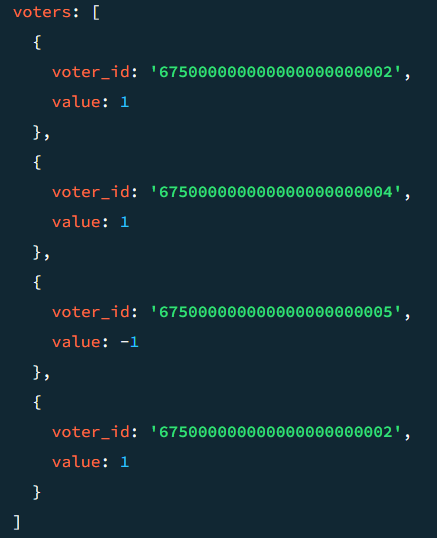 voters: [
{
voter_id: '675000000000000000000002',
value: 1
},
{
voter_id: '675000000000000000000004',
value: 1
},
{
voter_id: '675000000000000000000005',
value: -1
},
{
voter_id: '675000000000000000000002',
value: 1
}
]